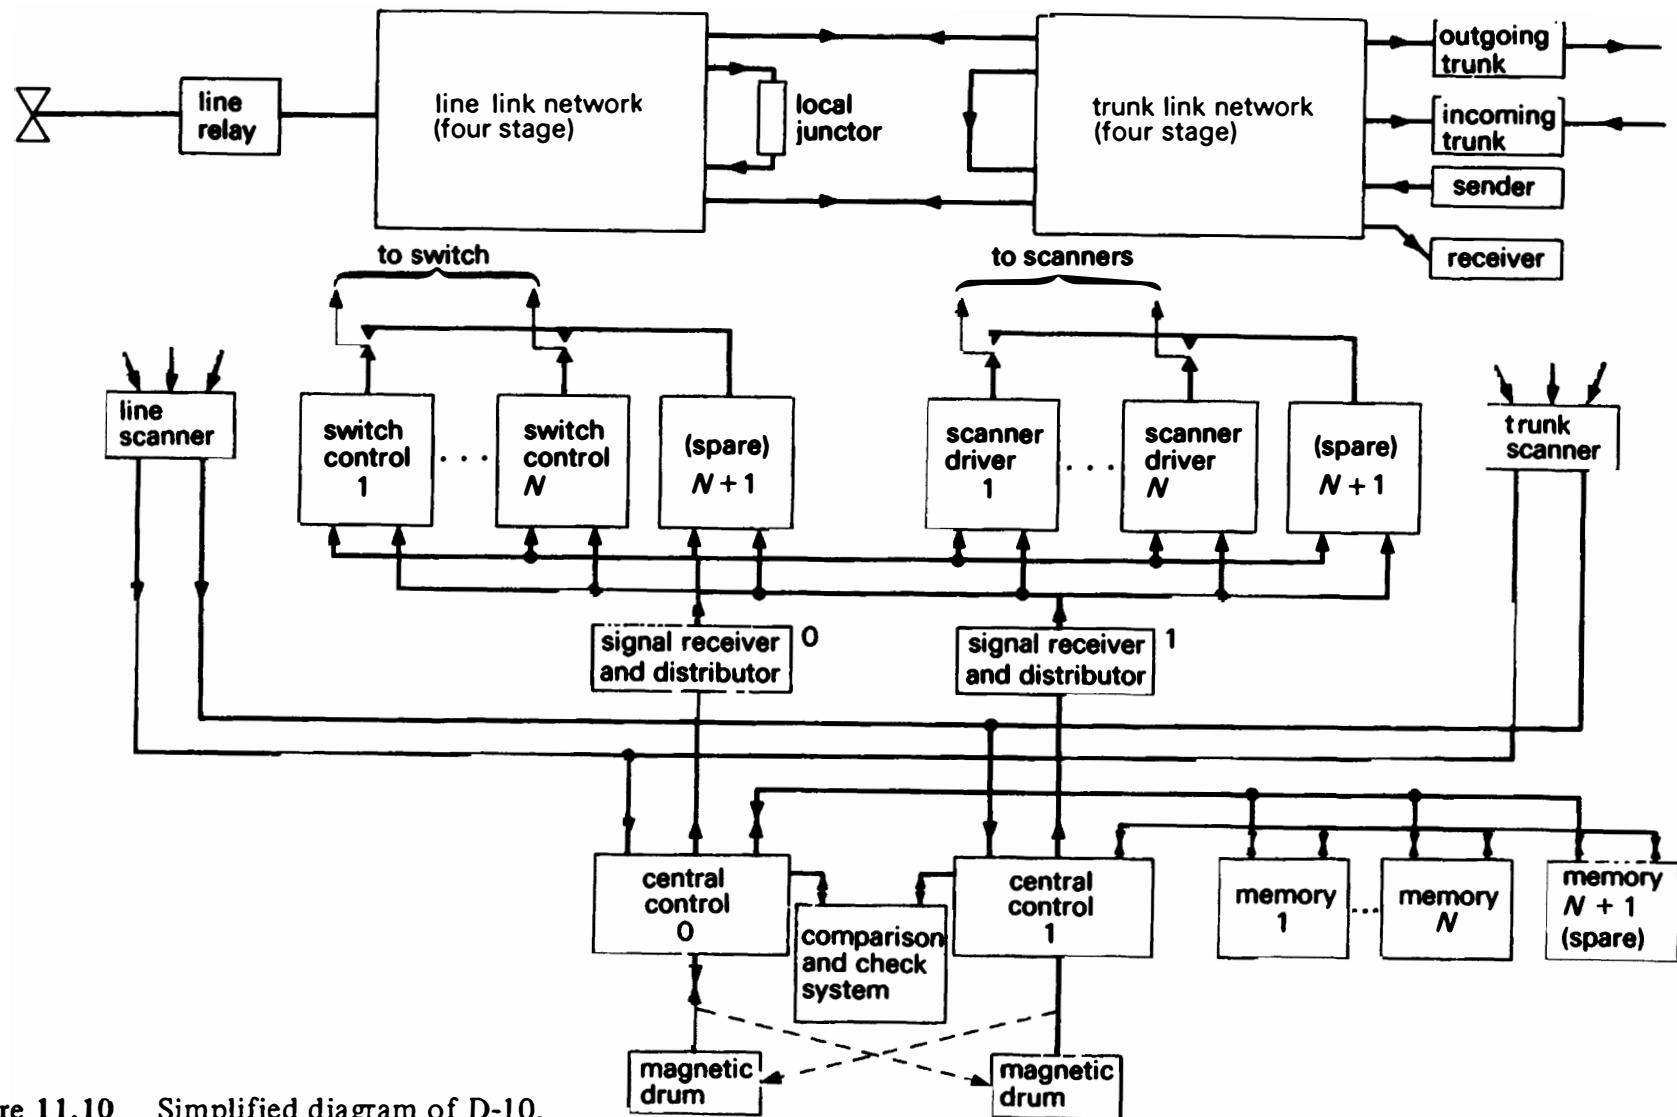 line
relay
line link network
(four stage)
local
junctor
trunk link network
(four stage)
outgoing
trunk
incoming
trunk
sender
receiver
to switch
to scanners
line
scanner
switch
control
1
. . .
switch
control
N
(spare)
N + 1
scanner
driver
1
. . .
scanner
driver
N
(spare)
N + 1
trunk
scanner
signal receiver
and distributor
0
signal receiver
and distributor
1
central
control
0
comparison
and check
system
central
control
1
memory
1
...
memory
N
memory
N + 1
(spare)
magnetic
drum
magnetic
drum
re 11.10 Simplified diagram of D-10.